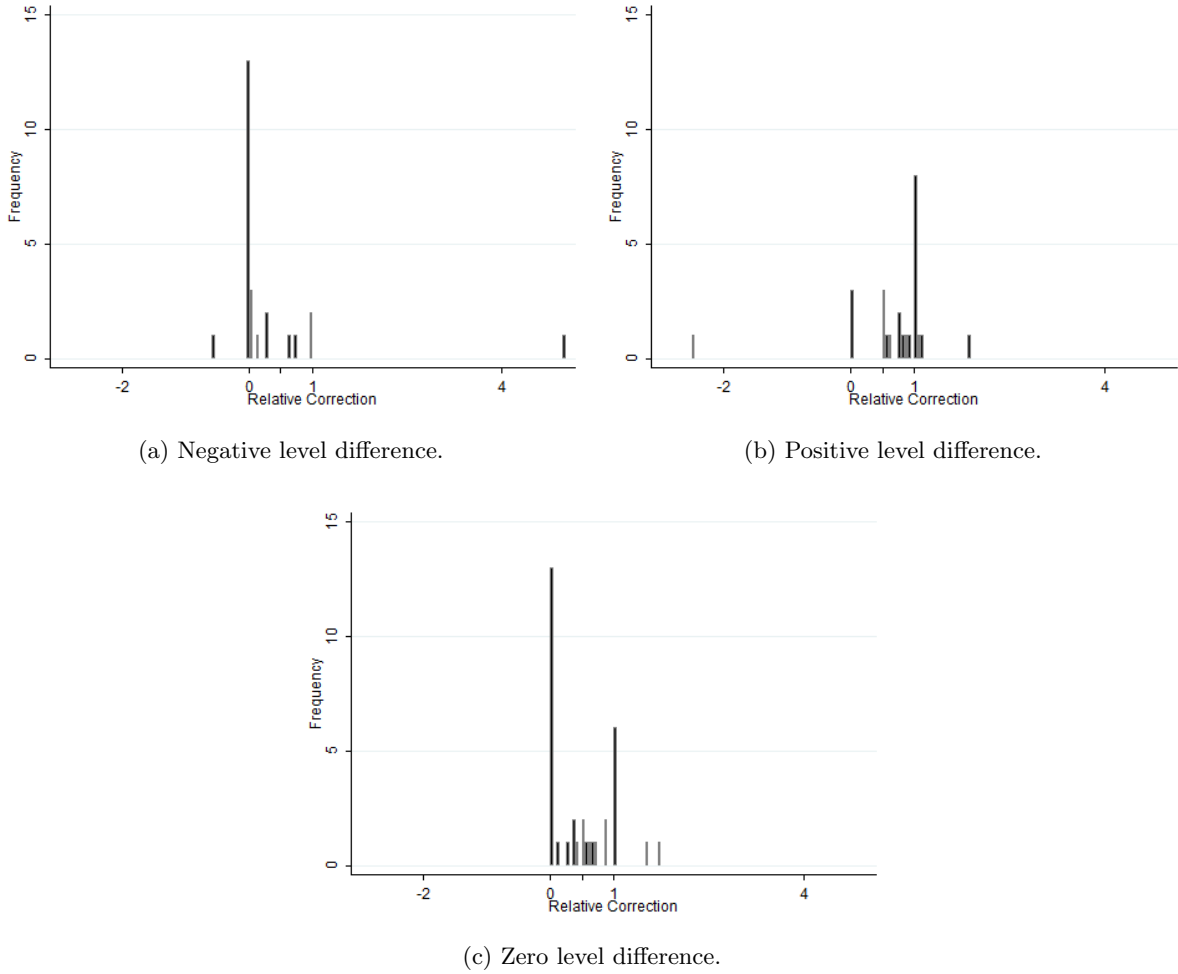 15
10
5
0
Frequency
-2 0 1 4
Relative Correction
(a) Negative level difference.
15
10
5
0
Frequency
-2 0 1 4
Relative Correction
(b) Positive level difference.
15
10
5
0
Frequency
-2 0 1 4
Relative Correction
(c) Zero level difference.